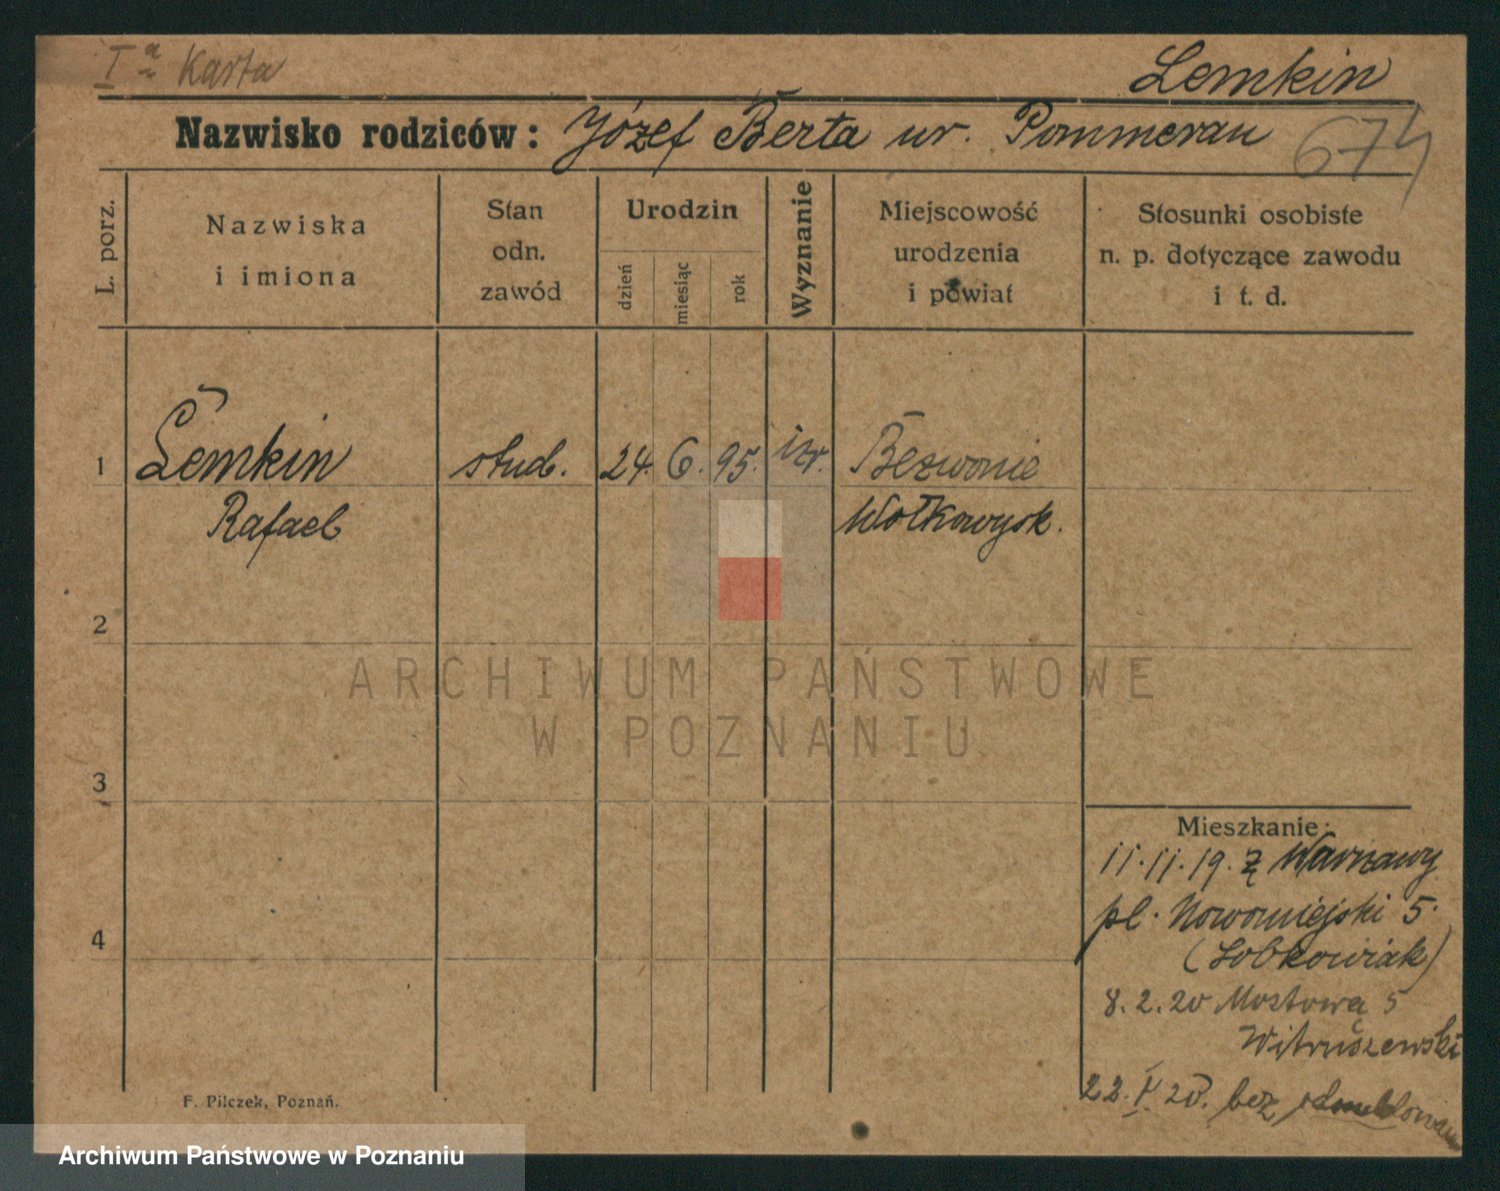 Iª Karta
Lemkin
Nazwisko rodziców: Józef Berta ur. Pommeran
674
L. porz.
Nazwiska
i imiona
Stan
odn.
zawód
Urodzin
dzień
miesiąc
rok
Wyznanie
Miejscowość
urodzenia
i powiat
Stosunki osobiste
n. p. dotyczące zawodu
i t. d.
1 Lemkin stud. 24. 6. 95. izr. Bezwonie
Rafael Wołkowysk.
2
3
4
ARCHIWUM PAŃSTWOWE
W POZNANIU
Mieszkanie:
11.11.19. z Warszawy
pl. Nowomiejski 5.
(Sobkowiak)
8.2.20 Mostowa 5
Witruszewski
22. V 20. bez
F. Pilczek, Poznań.
Archiwum Państwowe w Poznaniu